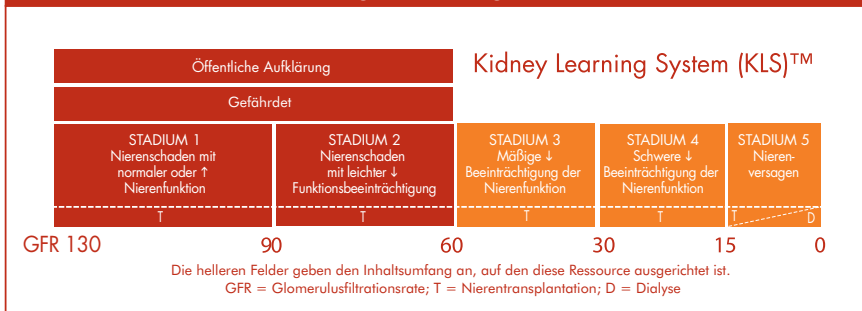 Öffentliche Aufklärung
Kidney Learning System (KLS)™
Gefährdet
STADIUM 1
Nierenschaden mit
normaler oder ↑
Nierenfunktion
STADIUM 2
Nierenschaden
mit leichter ↓
Funktionsbeeinträchtigung
STADIUM 3
Mäßige ↓
Beeinträchtigung der
Nierenfunktion
STADIUM 4
Schwere ↓
Beeinträchtigung der
Nierenfunktion
STADIUM 5
Nieren-
versagen
T T T T T D
GFR 130 90 60 30 15 0
Die helleren Felder geben den Inhaltsumfang an, auf den diese Ressource ausgerichtet ist.
GFR = Glomerulusfiltrationsrate; T = Nierentransplantation; D = Dialyse